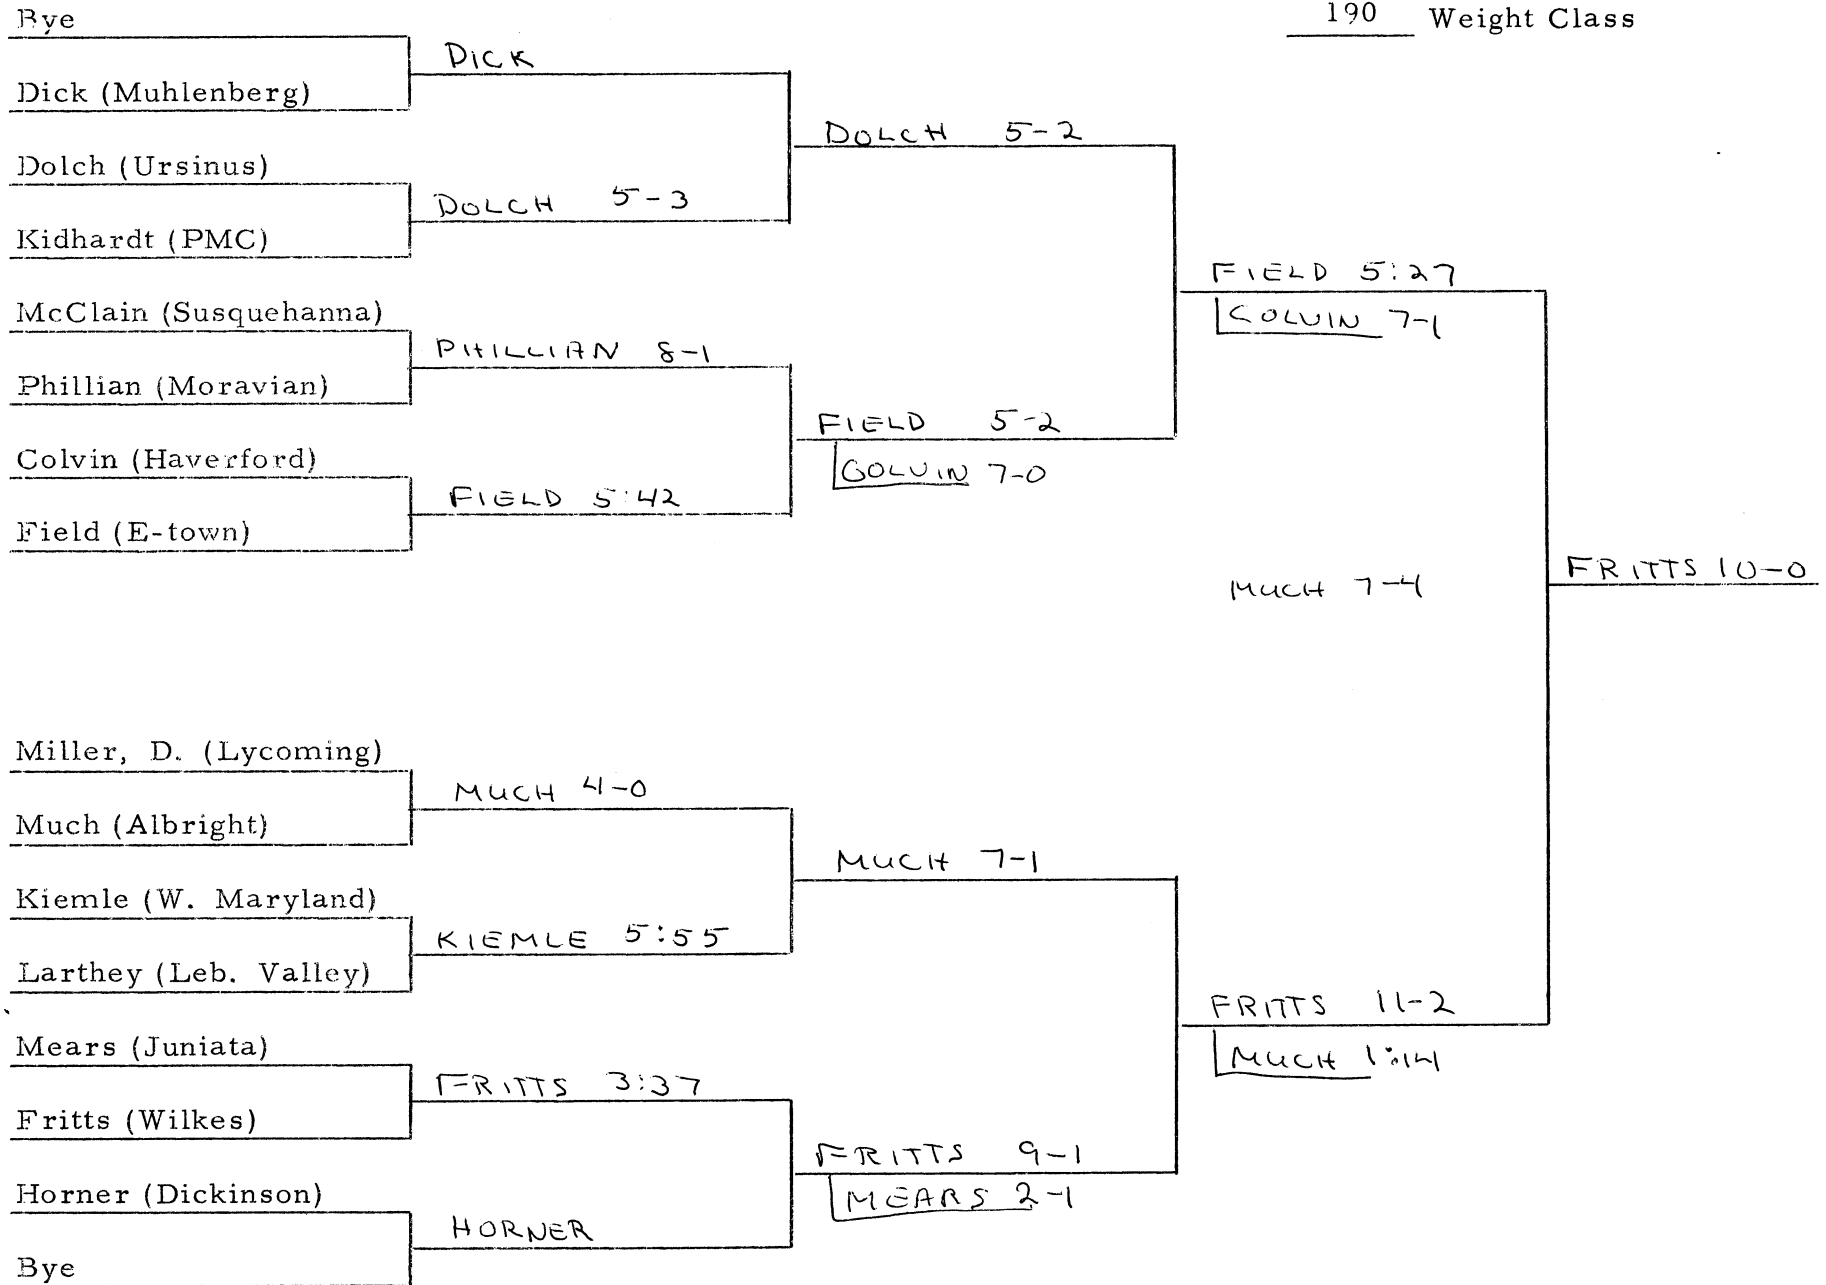 Bye
190 Weight Class
DICK
Dick (Muhlenberg)
DOLCH 5-2
Dolch (Ursinus)
DOLCH 5-3
Kidhardt (PMC)
FIELD 5:27
McClain (Susquehanna)
COLVIN 7-1
PHILLIAN 8-1
Phillian (Moravian)
FIELD 5-2
Colvin (Haverford)
COLVIN 7-0
FIELD 5:42
Field (E-town)
FRITTS 10-0
MUCH 7-4
Miller, D. (Lycoming)
MUCH 4-0
Much (Albright)
MUCH 7-1
Kiemle (W. Maryland)
KIEMLE 5:55
Larthey (Leb. Valley)
FRITTS 11-2
Mears (Juniata)
MUCH 1:14
FRITTS 3:37
Fritts (Wilkes)
FRITTS 9-1
Horner (Dickinson)
MEARS 2-1
HORNER
Bye